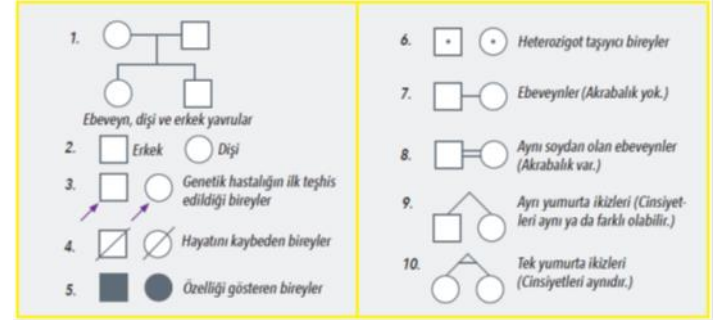 1.
Ebeveyn, dişi ve erkek yavrular
2. Erkek Dişi
3. Genetik hastalığın ilk teşhis
edildiği bireyler
4. Hayatını kaybeden bireyler
5. Özelliği gösteren bireyler
6. Heterozigot taşıyıcı bireyler
7. Ebeveynler (Akrabalık yok.)
8. Aynı soydan olan ebeveynler
(Akrabalık var.)
9. Ayrı yumurta ikizleri (Cinsiyet-
leri aynı ya da farklı olabilir.)
10. Tek yumurta ikizleri
(Cinsiyetleri aynıdır.)